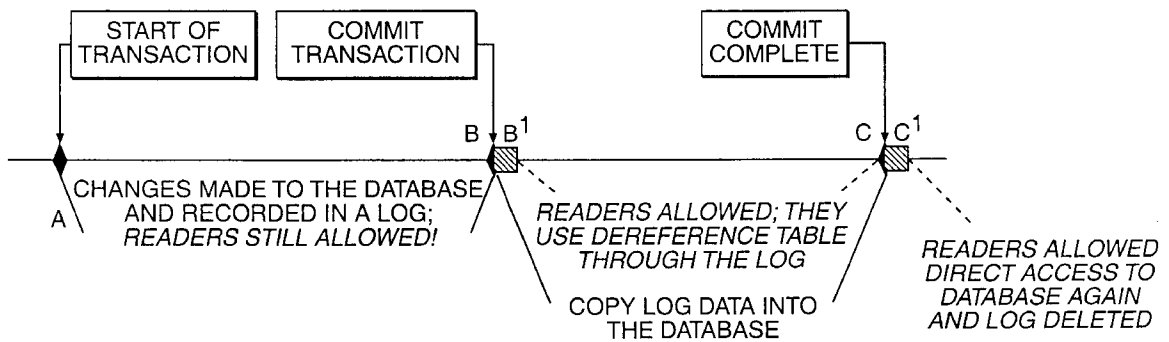 START OF
TRANSACTION
COMMIT
TRANSACTION
COMMIT
COMPLETE
A
B B¹
C C¹
CHANGES MADE TO THE DATABASE
AND RECORDED IN A LOG;
READERS STILL ALLOWED!
READERS ALLOWED; THEY
USE DEREFERENCE TABLE
THROUGH THE LOG
COPY LOG DATA INTO
THE DATABASE
READERS ALLOWED
DIRECT ACCESS TO
DATABASE AGAIN
AND LOG DELETED